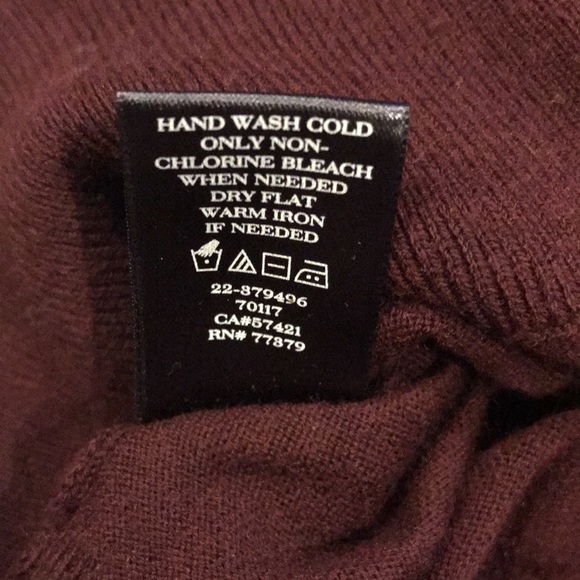 HAND WASH COLD
ONLY NON-
CHLORINE BLEACH
WHEN NEEDED
DRY FLAT
WARM IRON
IF NEEDED
22-879496
70117
CA#57421
RN# 77379